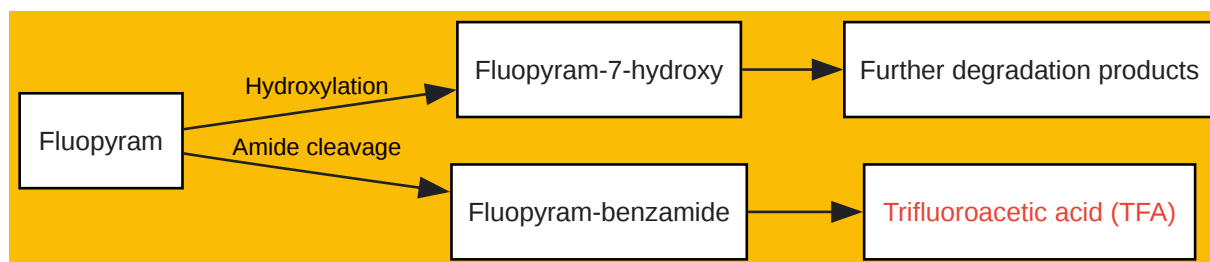 Fluopyram
Hydroxylation
Amide cleavage
Fluopyram-7-hydroxy
Further degradation products
Fluopyram-benzamide
Trifluoroacetic acid (TFA)